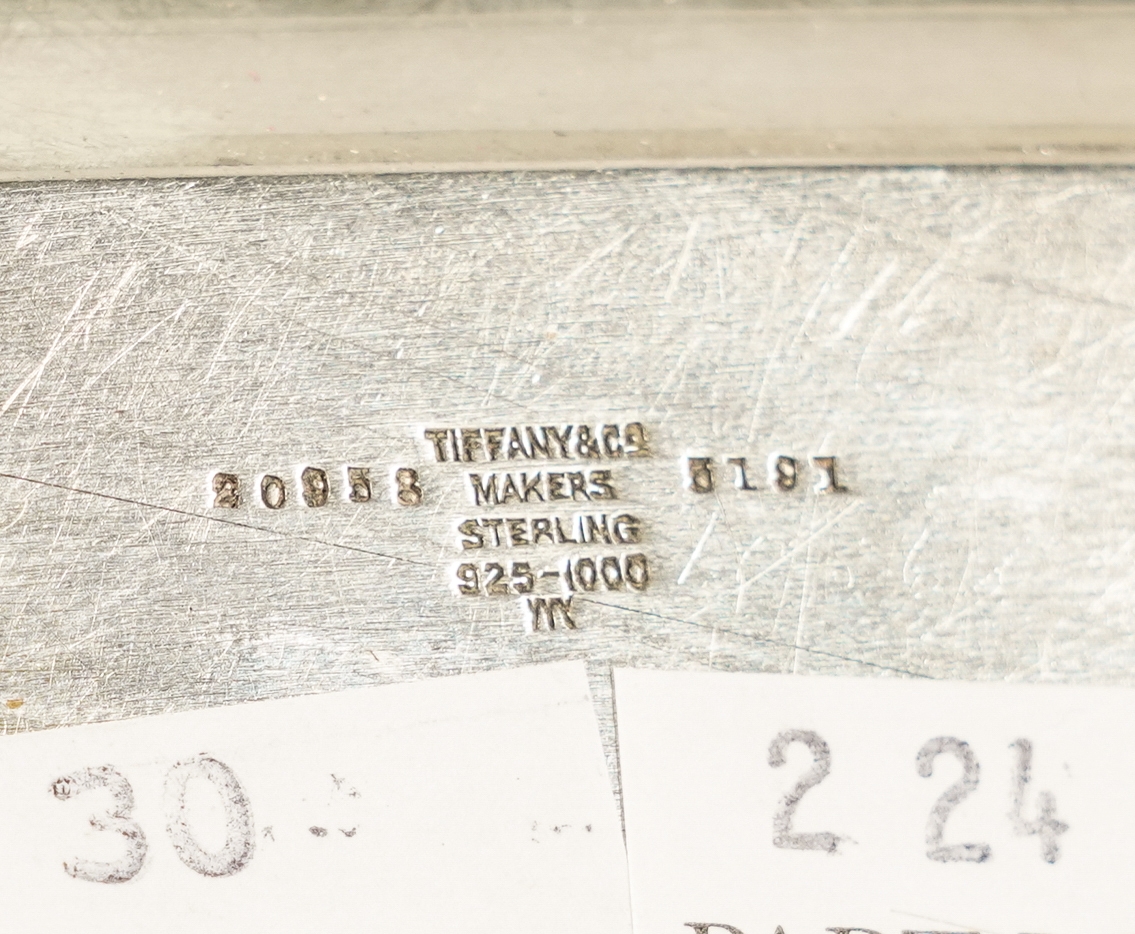 TIFFANY & Co
20958 MAKERS 5191
STERLING
925-1000
30
2 24